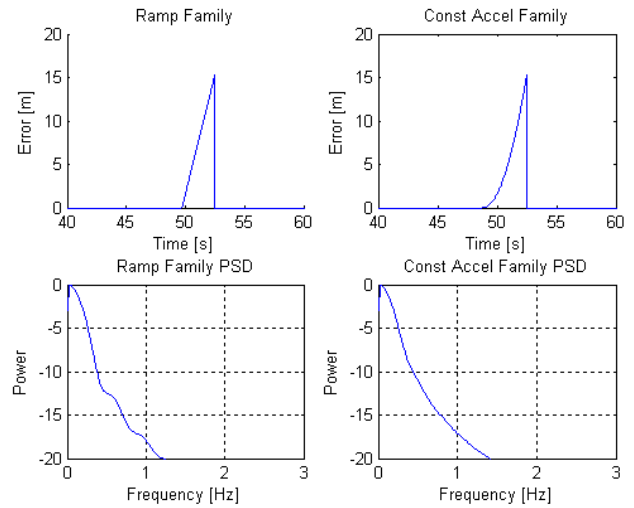 Ramp Family
20
15
10
5
0
Error [m]
40 45 50 55 60
Time [s]
Const Accel Family
20
15
10
5
0
Error [m]
40 45 50 55 60
Time [s]
Ramp Family PSD
0
-5
-10
-15
-20
Power
0 1 2 3
Frequency [Hz]
Const Accel Family PSD
0
-5
-10
-15
-20
Power
0 1 2 3
Frequency [Hz]